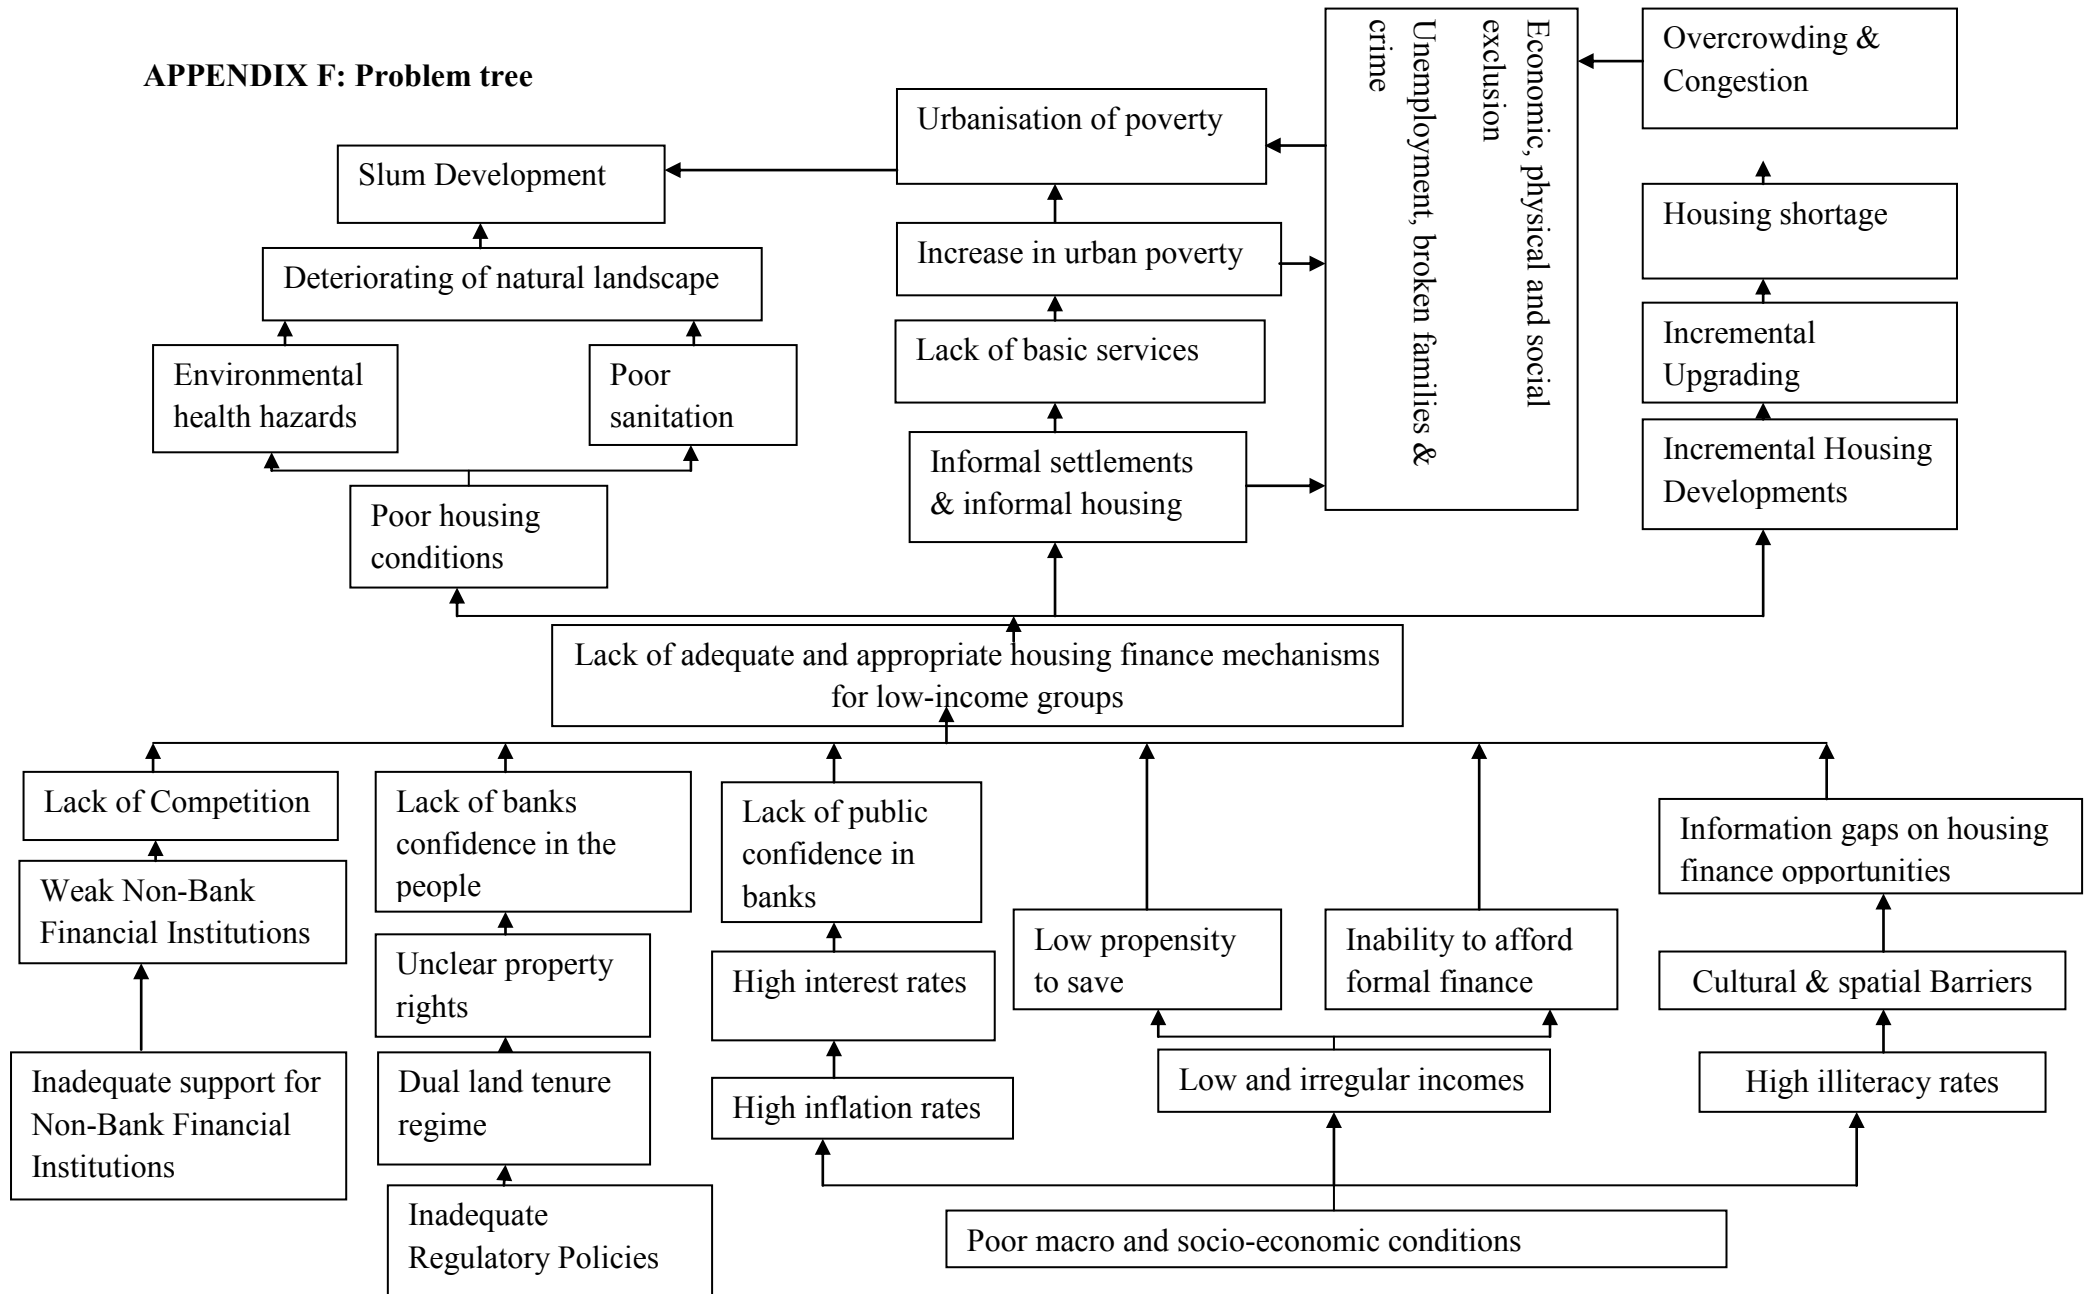 APPENDIX F: Problem tree
Economic, physical and social
exclusion
Unemployment, broken families &
crime
Overcrowding &
Congestion
Urbanisation of poverty
Slum Development
Housing shortage
Increase in urban poverty
Deteriorating of natural landscape
Incremental
Upgrading
Lack of basic services
Environmental
health hazards
Poor
sanitation
Incremental Housing
Developments
Informal settlements
& informal housing
Poor housing
conditions
Lack of adequate and appropriate housing finance mechanisms
for low-income groups
Lack of Competition
Lack of banks
confidence in the
people
Lack of public
confidence in
banks
Information gaps on housing
finance opportunities
Weak Non-Bank
Financial Institutions
Low propensity
to save
Inability to afford
formal finance
Unclear property
rights
High interest rates
Cultural & spatial Barriers
Inadequate support for
Non-Bank Financial
Institutions
Dual land tenure
regime
High inflation rates
Low and irregular incomes
High illiteracy rates
Inadequate
Regulatory Policies
Poor macro and socio-economic conditions